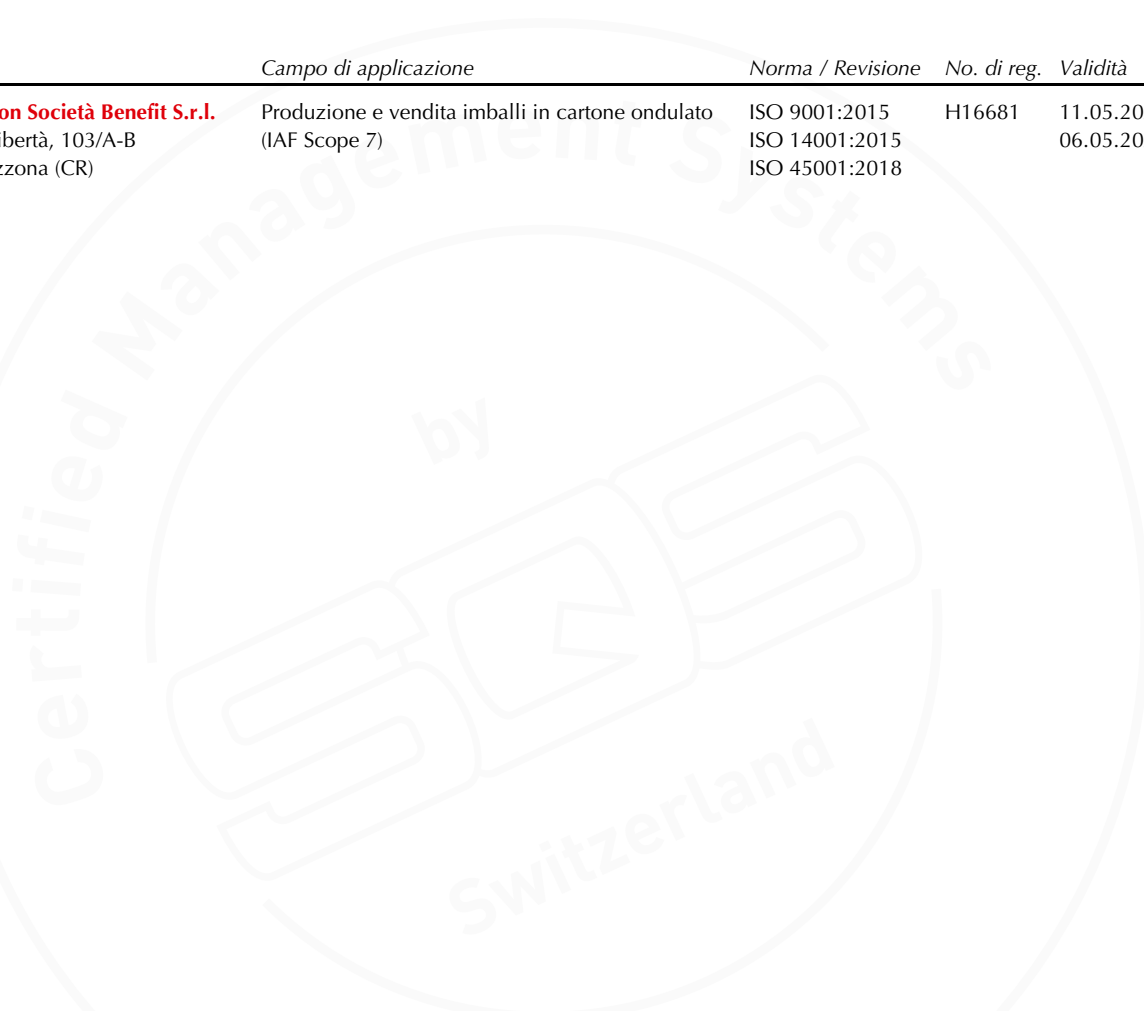 Campo di applicazione Norma / Revisione No. di reg. Validità
on Società Benefit S.r.l. Produzione e vendita imballi in cartone ondulato ISO 9001:2015 H16681 11.05.20
ibertà, 103/A-B (IAF Scope 7) ISO 14001:2015 06.05.20
zzona (CR) ISO 45001:2018
Certified Management Systems
by
SQS
Switzerland